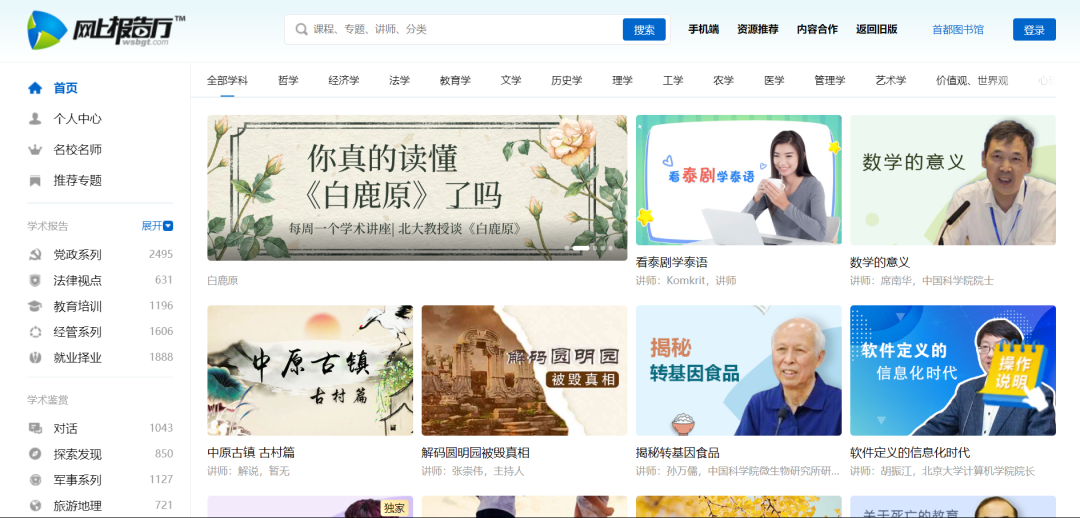 网上报告厅™
wsbgt.com
课程、专题、讲师、分类
搜索
手机端 资源推荐 内容合作 返回旧版 首都图书馆 登录
首页
个人中心
名校名师
推荐专题
学术报告 展开
党政系列 2495
法律视点 631
教育培训 1196
经管系列 1606
就业择业 1888
学术鉴赏
对话 1043
探索发现 850
军事系列 1127
旅游地理 721
全部学科 哲学 经济学 法学 教育学 文学 历史学 理学 工学 农学 医学 管理学 艺术学 价值观、世界观
你真的读懂
《白鹿原》了吗
每周一个学术讲座| 北大教授谈《白鹿原》
白鹿原
看泰剧学泰语
看泰剧学泰语
讲师：Komkrit，讲师
数学的意义
数学的意义
讲师：席南华，中国科学院院士
中原古镇
古村篇
中原古镇 古村篇
讲师：解说，暂无
解码圆明园
被毁真相
解码圆明园被毁真相
讲师：张崇伟，主持人
揭秘
转基因食品
揭秘转基因食品
讲师：孙万儒，中国科学院微生物研究所研...
软件定义的
信息化时代
操作
说明
软件定义的信息化时代
讲师：胡振江，北京大学计算机学院院长
独家
关于死亡的教育